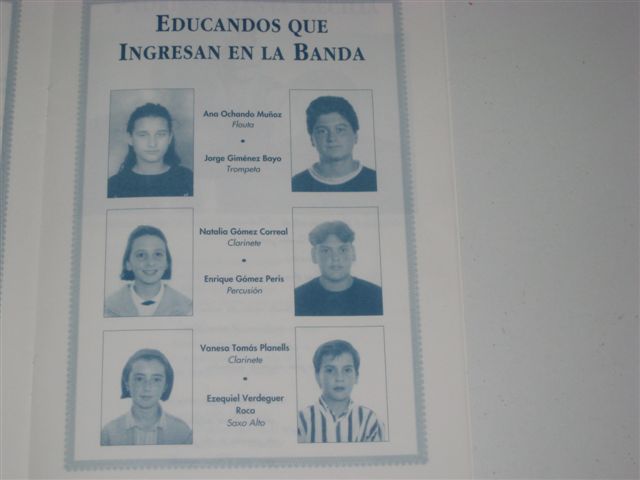 EDUCANDOS QUE
INGRESAN EN LA BANDA
Ana Ochando Muñoz
Flauta
•
Jorge Giménez Bayo
Trompeta
Natalia Gómez Correal
Clarinete
•
Enrique Gómez Peris
Percusión
Vanesa Tomás Planells
Clarinete
•
Ezequiel Verdeguer
Roca
Saxo Alto